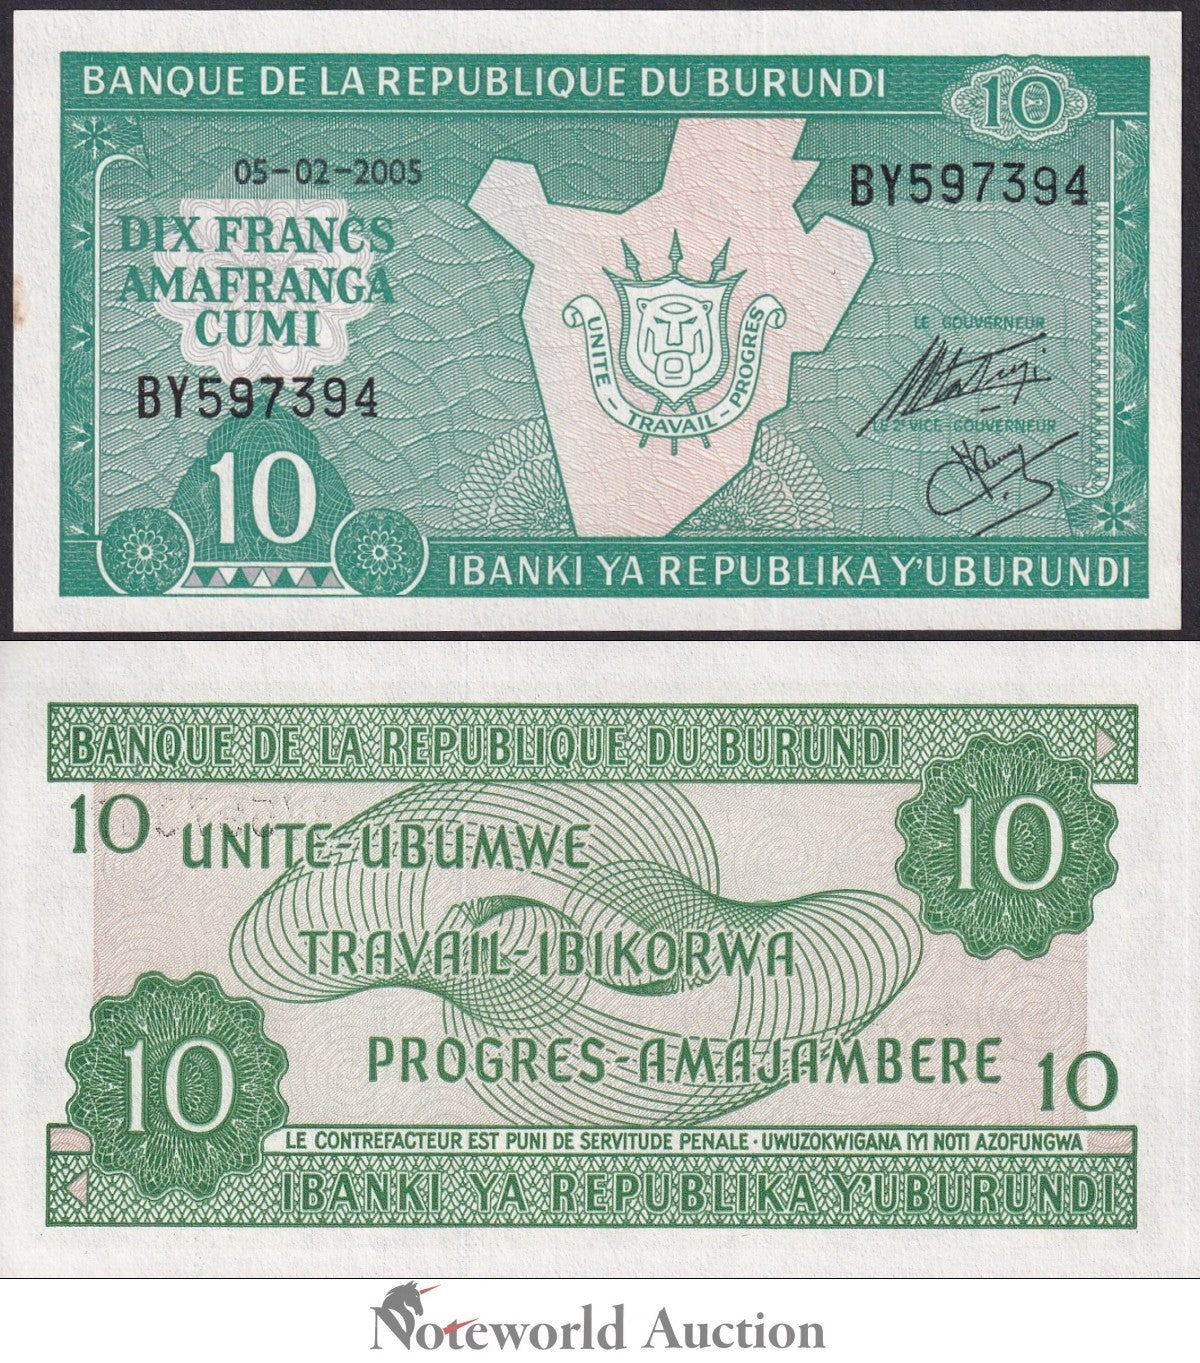 BANQUE DE LA REPUBLIQUE DU BURUNDI
10
05-02-2005
BY597394
DIX FRANCS
AMAFRANGA
CUMI
BY597394
UNITE - TRAVAIL - PROGRES
LE GOUVERNEUR
LE 2e VICE-GOUVERNEUR
10
IBANKI YA REPUBLIKA Y'UBURUNDI
BANQUE DE LA REPUBLIQUE DU BURUNDI
10
10
UNITE-UBUMWE
TRAVAIL-IBIKORWA
PROGRES-AMAJAMBERE
10
10
LE CONTREFACTEUR EST PUNI DE SERVITUDE PENALE · UWUZOKWIGANA IYI NOTI AZOFUNGWA
IBANKI YA REPUBLIKA Y'UBURUNDI
Noteworld Auction